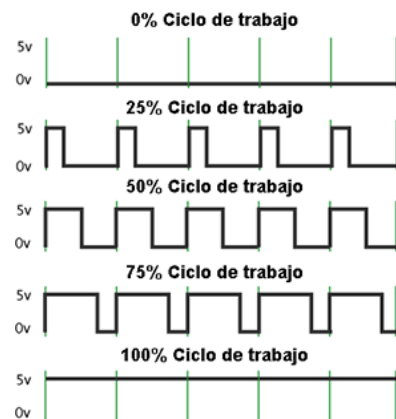 0% Ciclo de trabajo
5v
0v
25% Ciclo de trabajo
5v
0v
50% Ciclo de trabajo
5v
0v
75% Ciclo de trabajo
5v
0v
100% Ciclo de trabajo
5v
0v